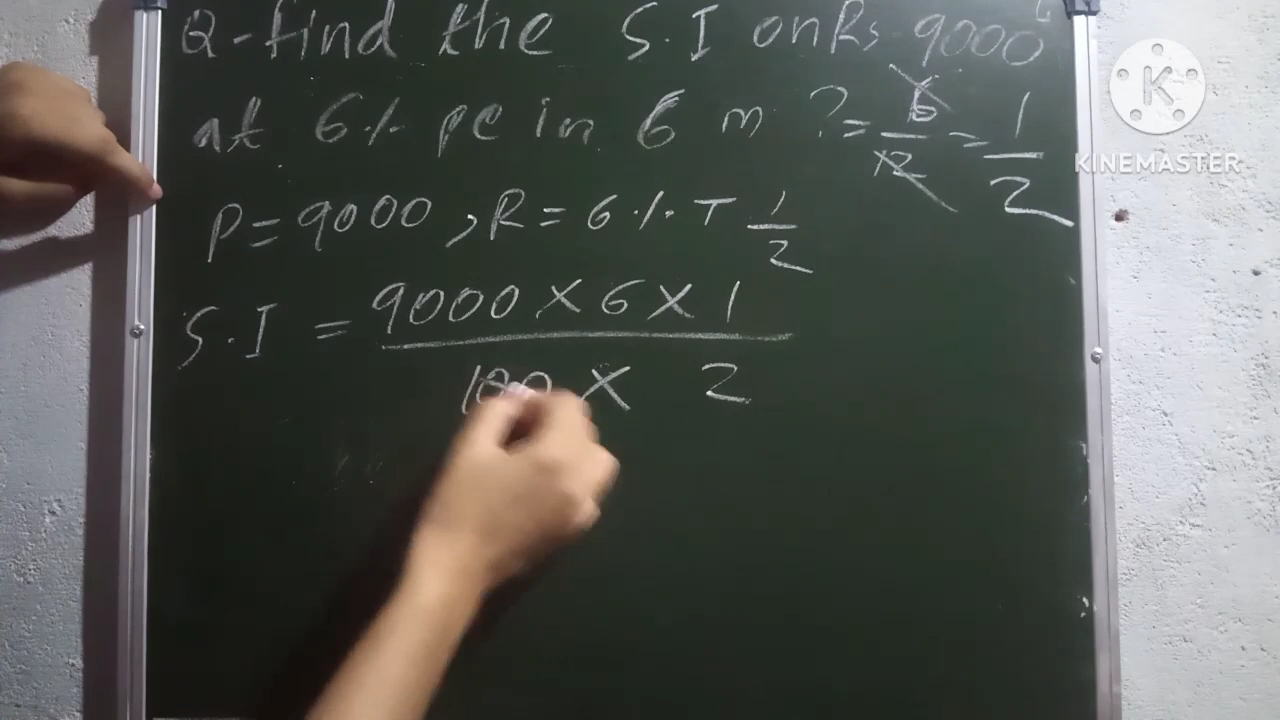 Q-find the S.I on Rs 9000
at 6% pe in 6 m ? = 6/12 = 1/2
P = 9000 , R = 6% T 1/2
S.I = 9000 X 6 X 1
100 X 2
K
KINEMASTER